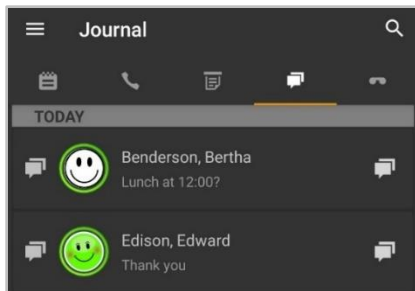 Journal
TODAY
Benderson, Bertha
Lunch at 12:00?
Edison, Edward
Thank you